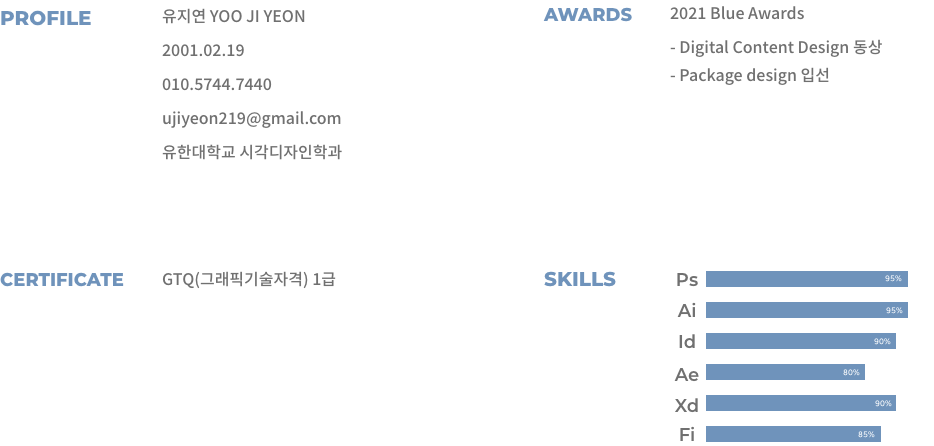 PROFILE
유지연 YOO JI YEON
2001.02.19
010.5744.7440
ujiyeon219@gmail.com
유한대학교 시각디자인학과
AWARDS
2021 Blue Awards
- Digital Content Design 동상
- Package design 입선
CERTIFICATE
GTQ(그래픽기술자격) 1급
SKILLS
Ps 95%
Ai 95%
Id 90%
Ae 80%
Xd 90%
Fi 85%